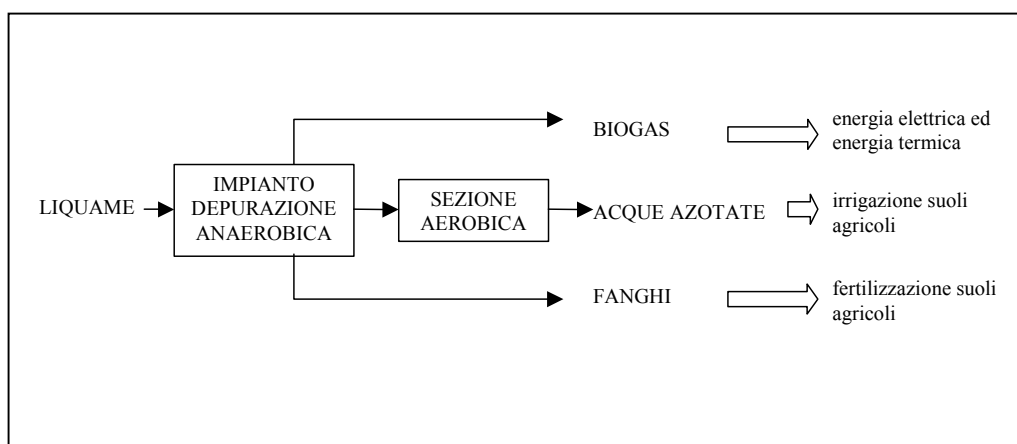 BIOGAS
energia elettrica ed
energia termica
LIQUAME
IMPIANTO
DEPURAZIONE
ANAEROBICA
SEZIONE
AEROBICA
ACQUE AZOTATE
irrigazione suoli
agricoli
FANGHI
fertilizzazione suoli
agricoli